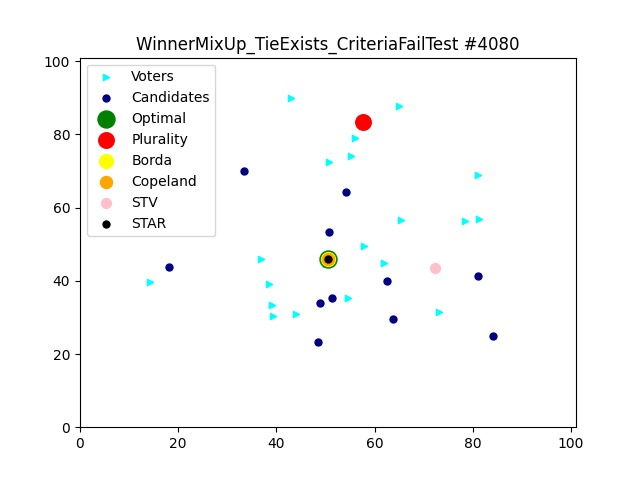 WinnerMixUp_TieExists_CriteriaFailTest #4080
100
80
60
40
20
0
Voters
Candidates
Optimal
Plurality
Borda
Copeland
STV
STAR
0 20 40 60 80 100